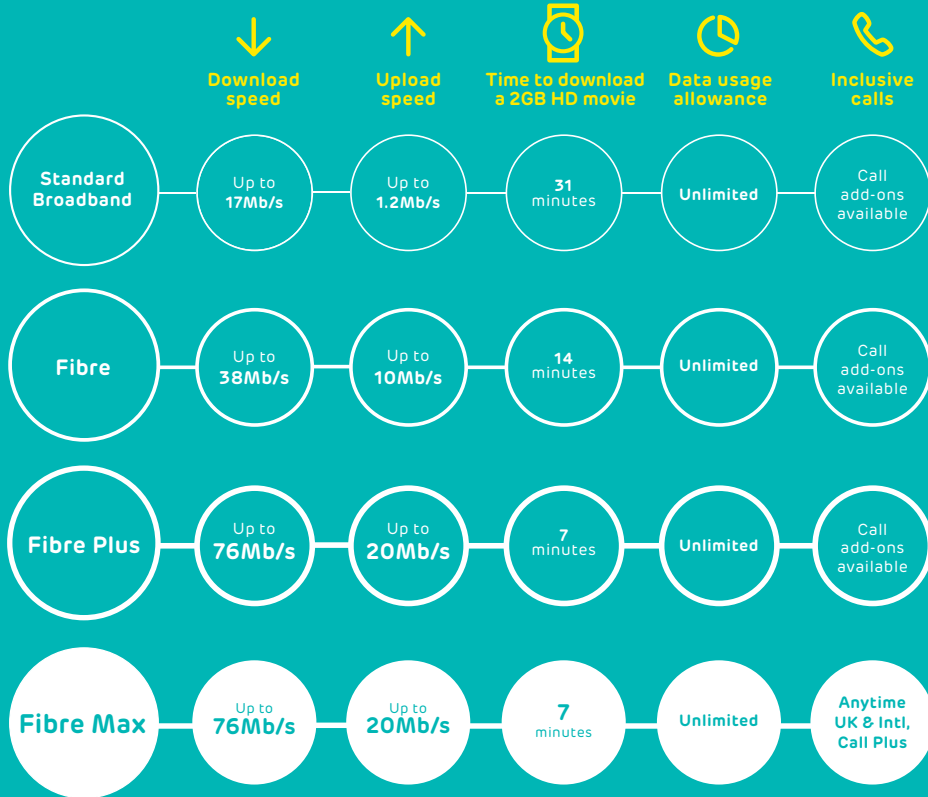 Download
speed
Upload
speed
Time to download
a 2GB HD movie
Data usage
allowance
Inclusive
calls
Standard
Broadband
Up to
17Mb/s
Up to
1.2Mb/s
31
minutes
Unlimited
Call
add-ons
available
Fibre
Up to
38Mb/s
Up to
10Mb/s
14
minutes
Unlimited
Call
add-ons
available
Fibre Plus
Up to
76Mb/s
Up to
20Mb/s
7
minutes
Unlimited
Call
add-ons
available
Fibre Max
Up to
76Mb/s
Up to
20Mb/s
7
minutes
Unlimited
Anytime
UK & Intl,
Call Plus